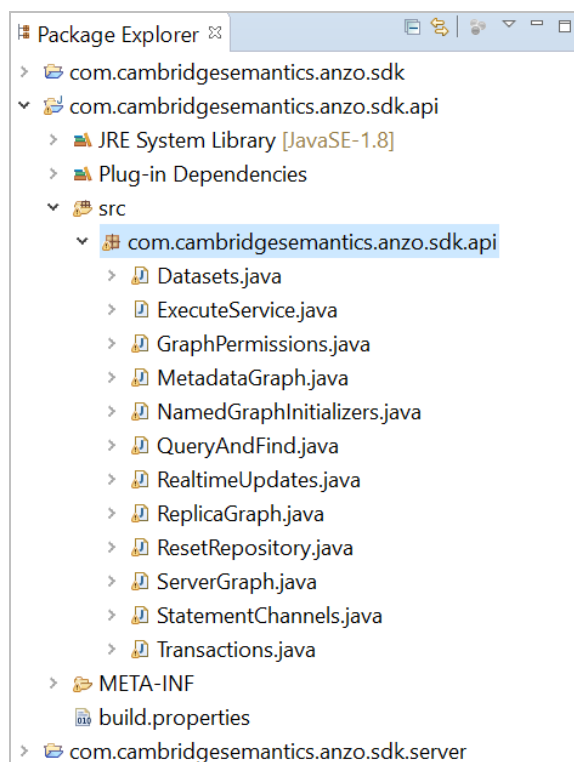 Package Explorer
com.cambridgesemantics.anzo.sdk
com.cambridgesemantics.anzo.sdk.api
JRE System Library [JavaSE-1.8]
Plug-in Dependencies
src
com.cambridgesemantics.anzo.sdk.api
Datasets.java
ExecuteService.java
GraphPermissions.java
MetadataGraph.java
NamedGraphInitializers.java
QueryAndFind.java
RealtimeUpdates.java
ReplicaGraph.java
ResetRepository.java
ServerGraph.java
StatementChannels.java
Transactions.java
META-INF
build.properties
com.cambridgesemantics.anzo.sdk.server